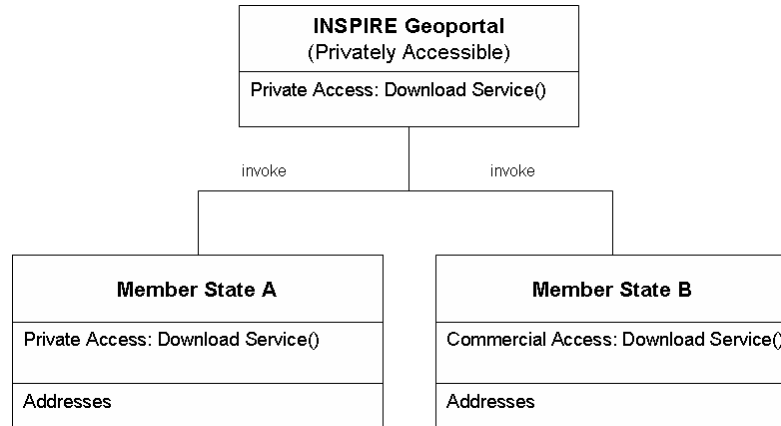 INSPIRE Geoportal
(Privately Accessible)
Private Access: Download Service()
invoke
invoke
Member State A
Member State B
Private Access: Download Service()
Commercial Access: Download Service()
Addresses
Addresses